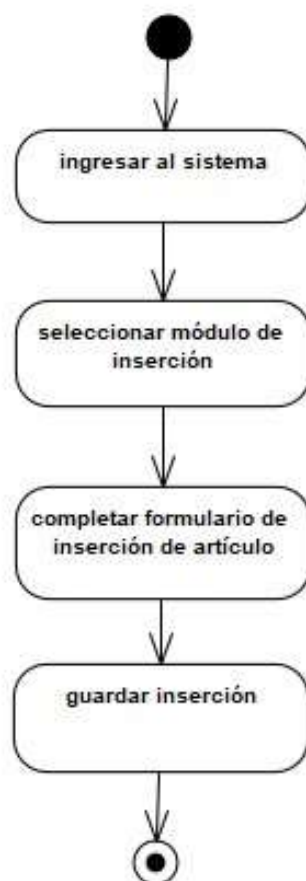 ingresar al sistema
seleccionar módulo de
inserción
completar formulario de
inserción de artículo
guardar inserción